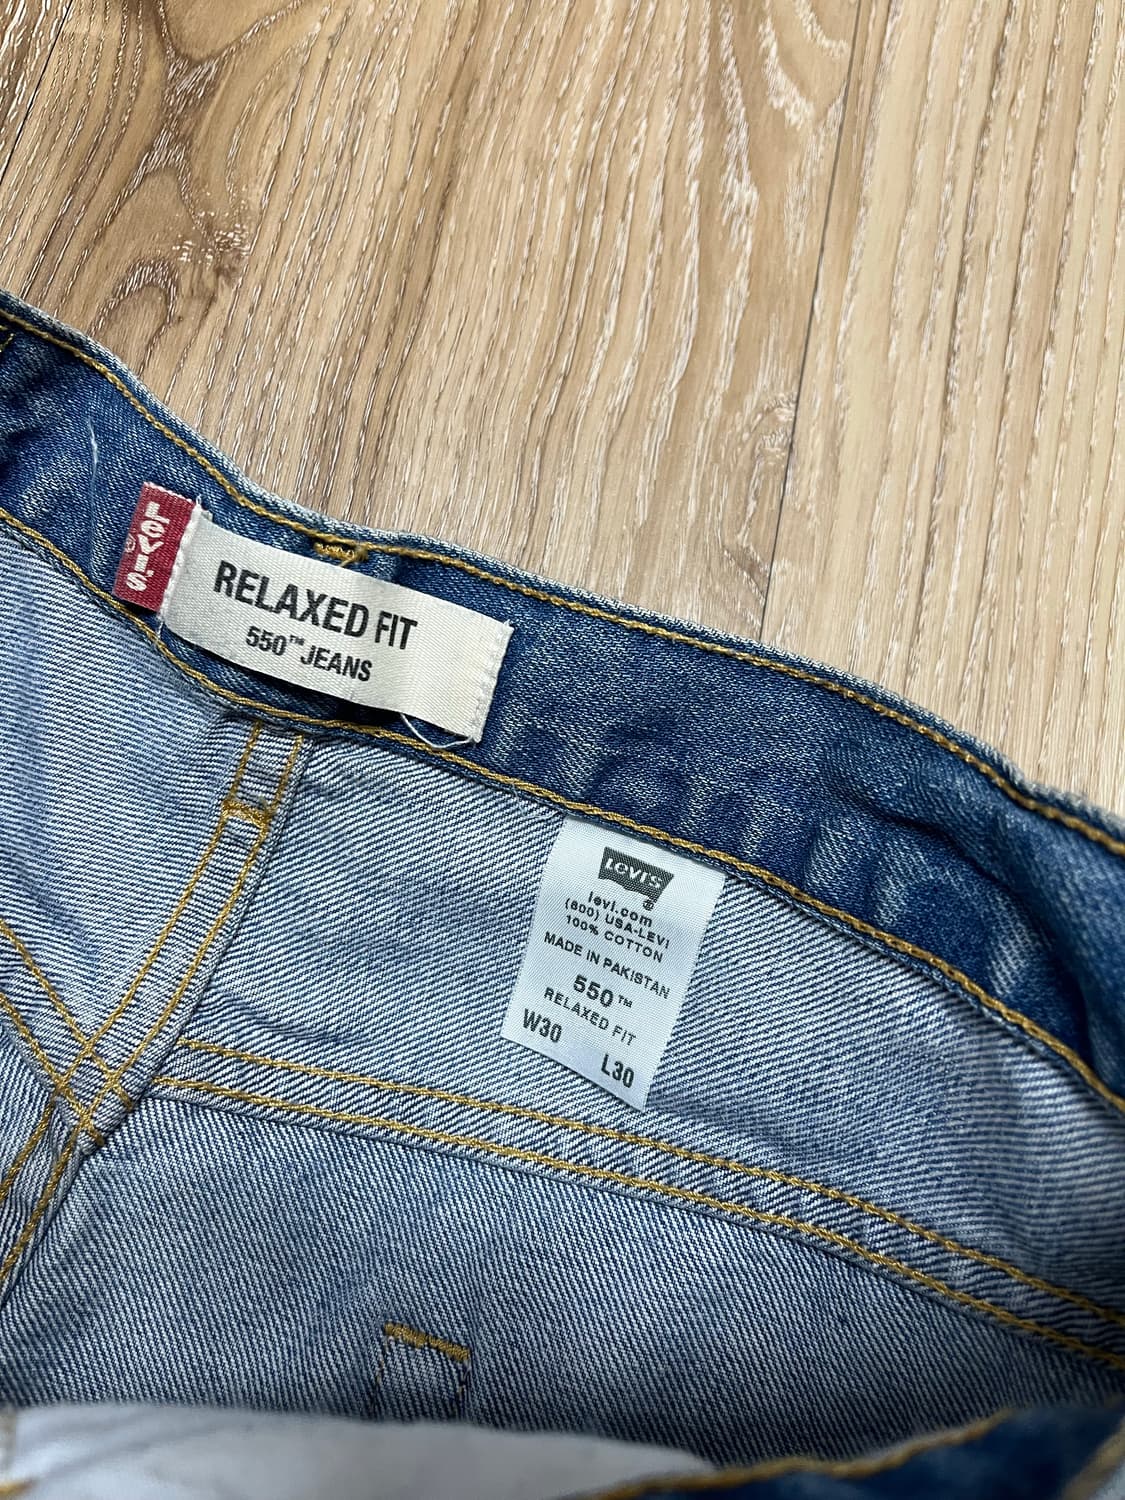 LEVI'S
®
RELAXED FIT
550™ JEANS
LEVI'S
®
levi.com
(800) USA-LEVI
100% COTTON
MADE IN PAKISTAN
550™
RELAXED FIT
W30 L30